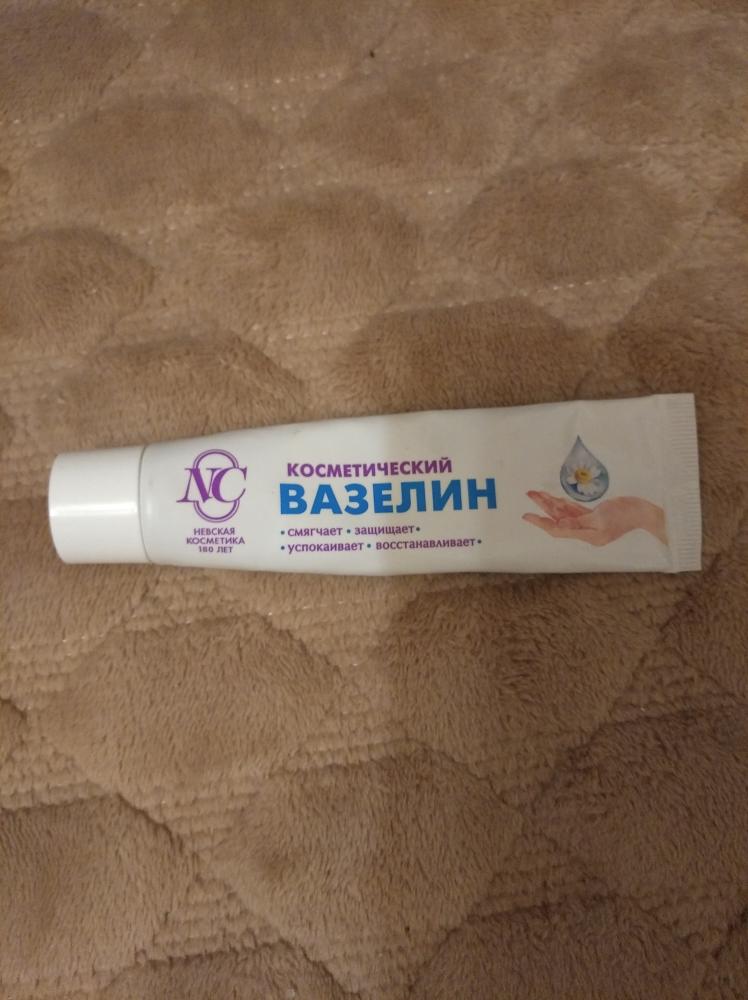 NC
НЕВСКАЯ
КОСМЕТИКА
180 ЛЕТ
КОСМЕТИЧЕСКИЙ
ВАЗЕЛИН
• смягчает • защищает •
• успокаивает • восстанавливает •